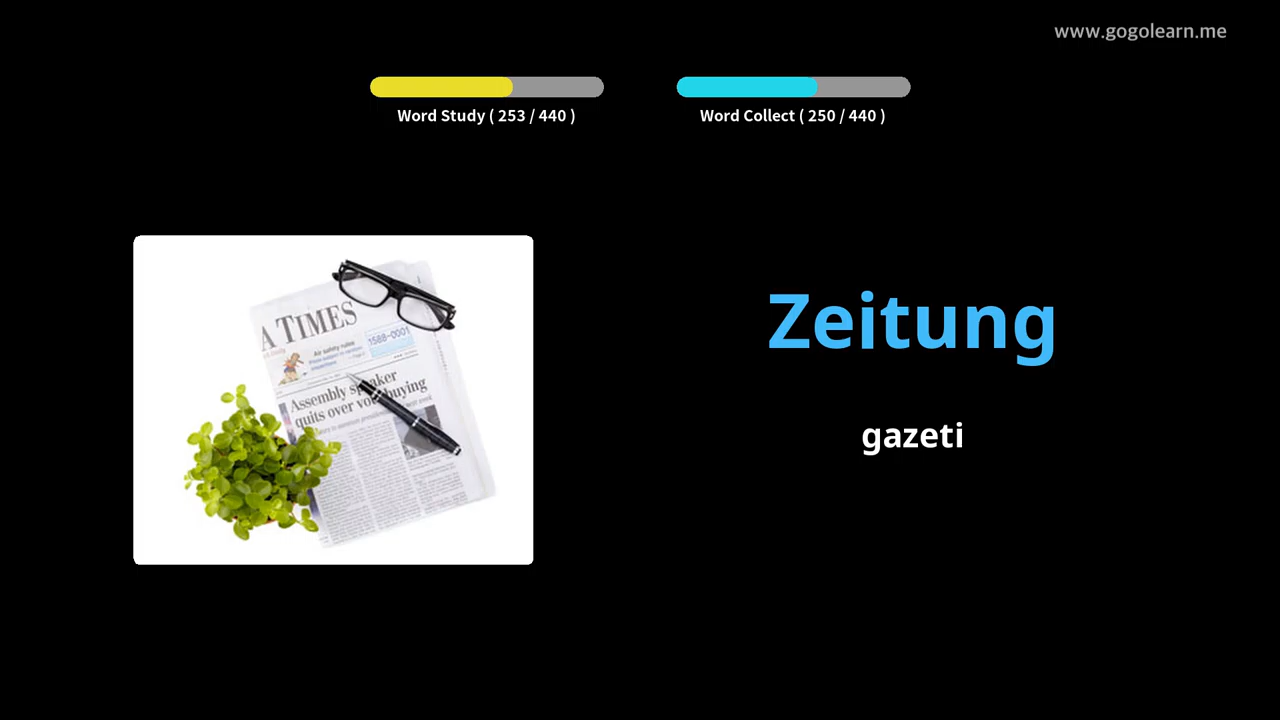 www.gogolearn.me
Word Study ( 253 / 440 )
Word Collect ( 250 / 440 )
A TIMES
Air safety rules
1588-0001
Assembly speaker
quits over vote buying
Zeitung
gazeti